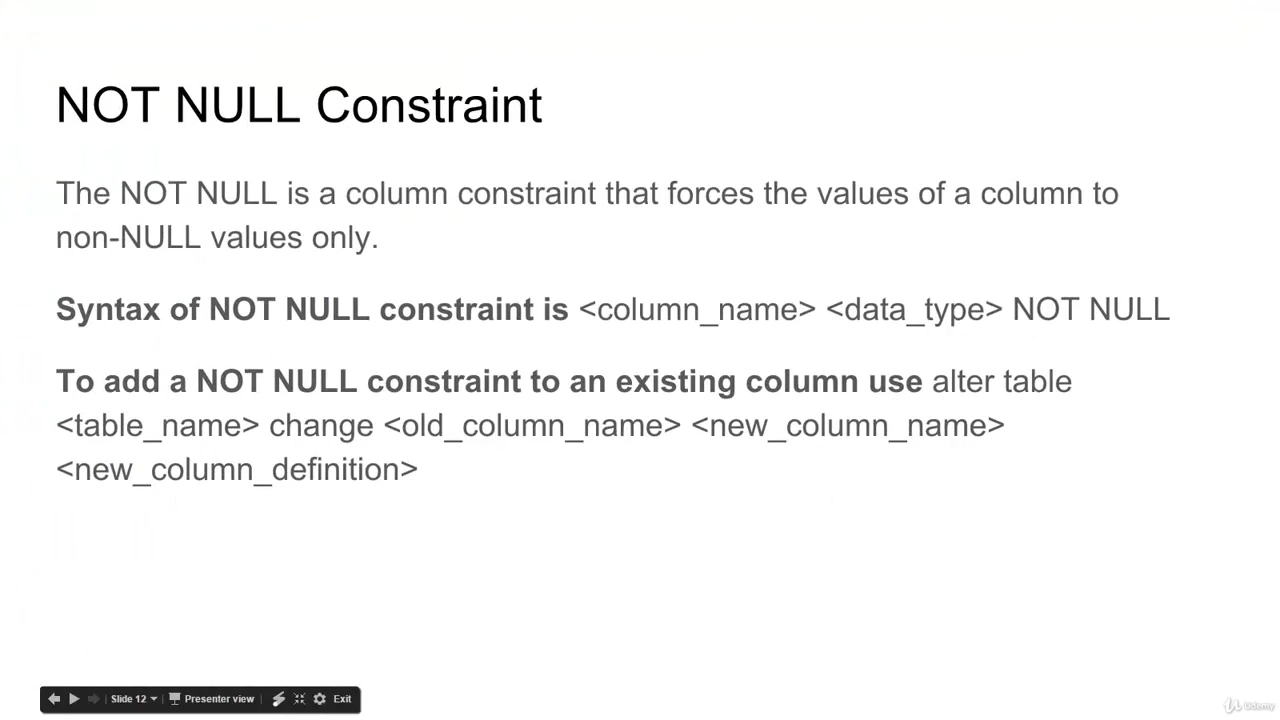 NOT NULL Constraint
The NOT NULL is a column constraint that forces the values of a column to
non-NULL values only.
Syntax of NOT NULL constraint is <column_name> <data_type> NOT NULL
To add a NOT NULL constraint to an existing column use alter table
<table_name> change <old_column_name> <new_column_name>
<new_column_definition>
Slide 12 Presenter view Exit
Udemy